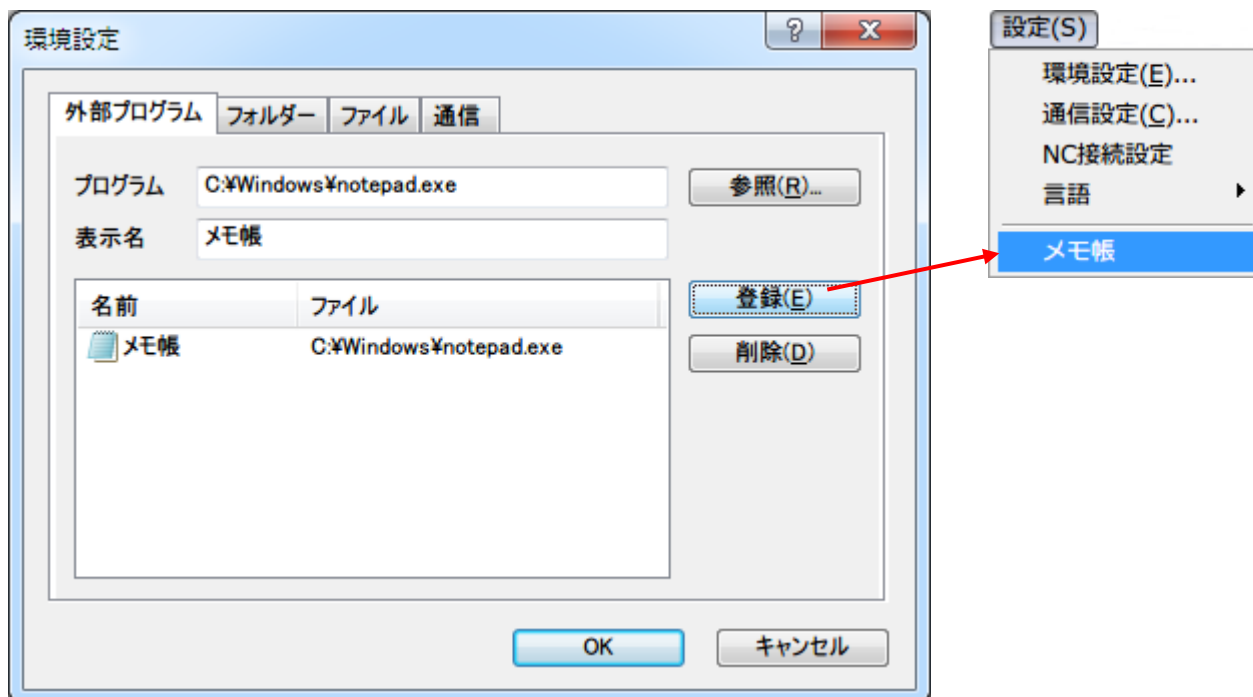 環境設定
外部プログラム フォルダー ファイル 通信
プログラム C:¥Windows¥notepad.exe 参照(R)...
表示名 メモ帳
名前 ファイル 登録(E)
メモ帳 C:¥Windows¥notepad.exe 削除(D)
OK キャンセル
設定(S)
環境設定(E)...
通信設定(C)...
NC接続設定
言語
メモ帳